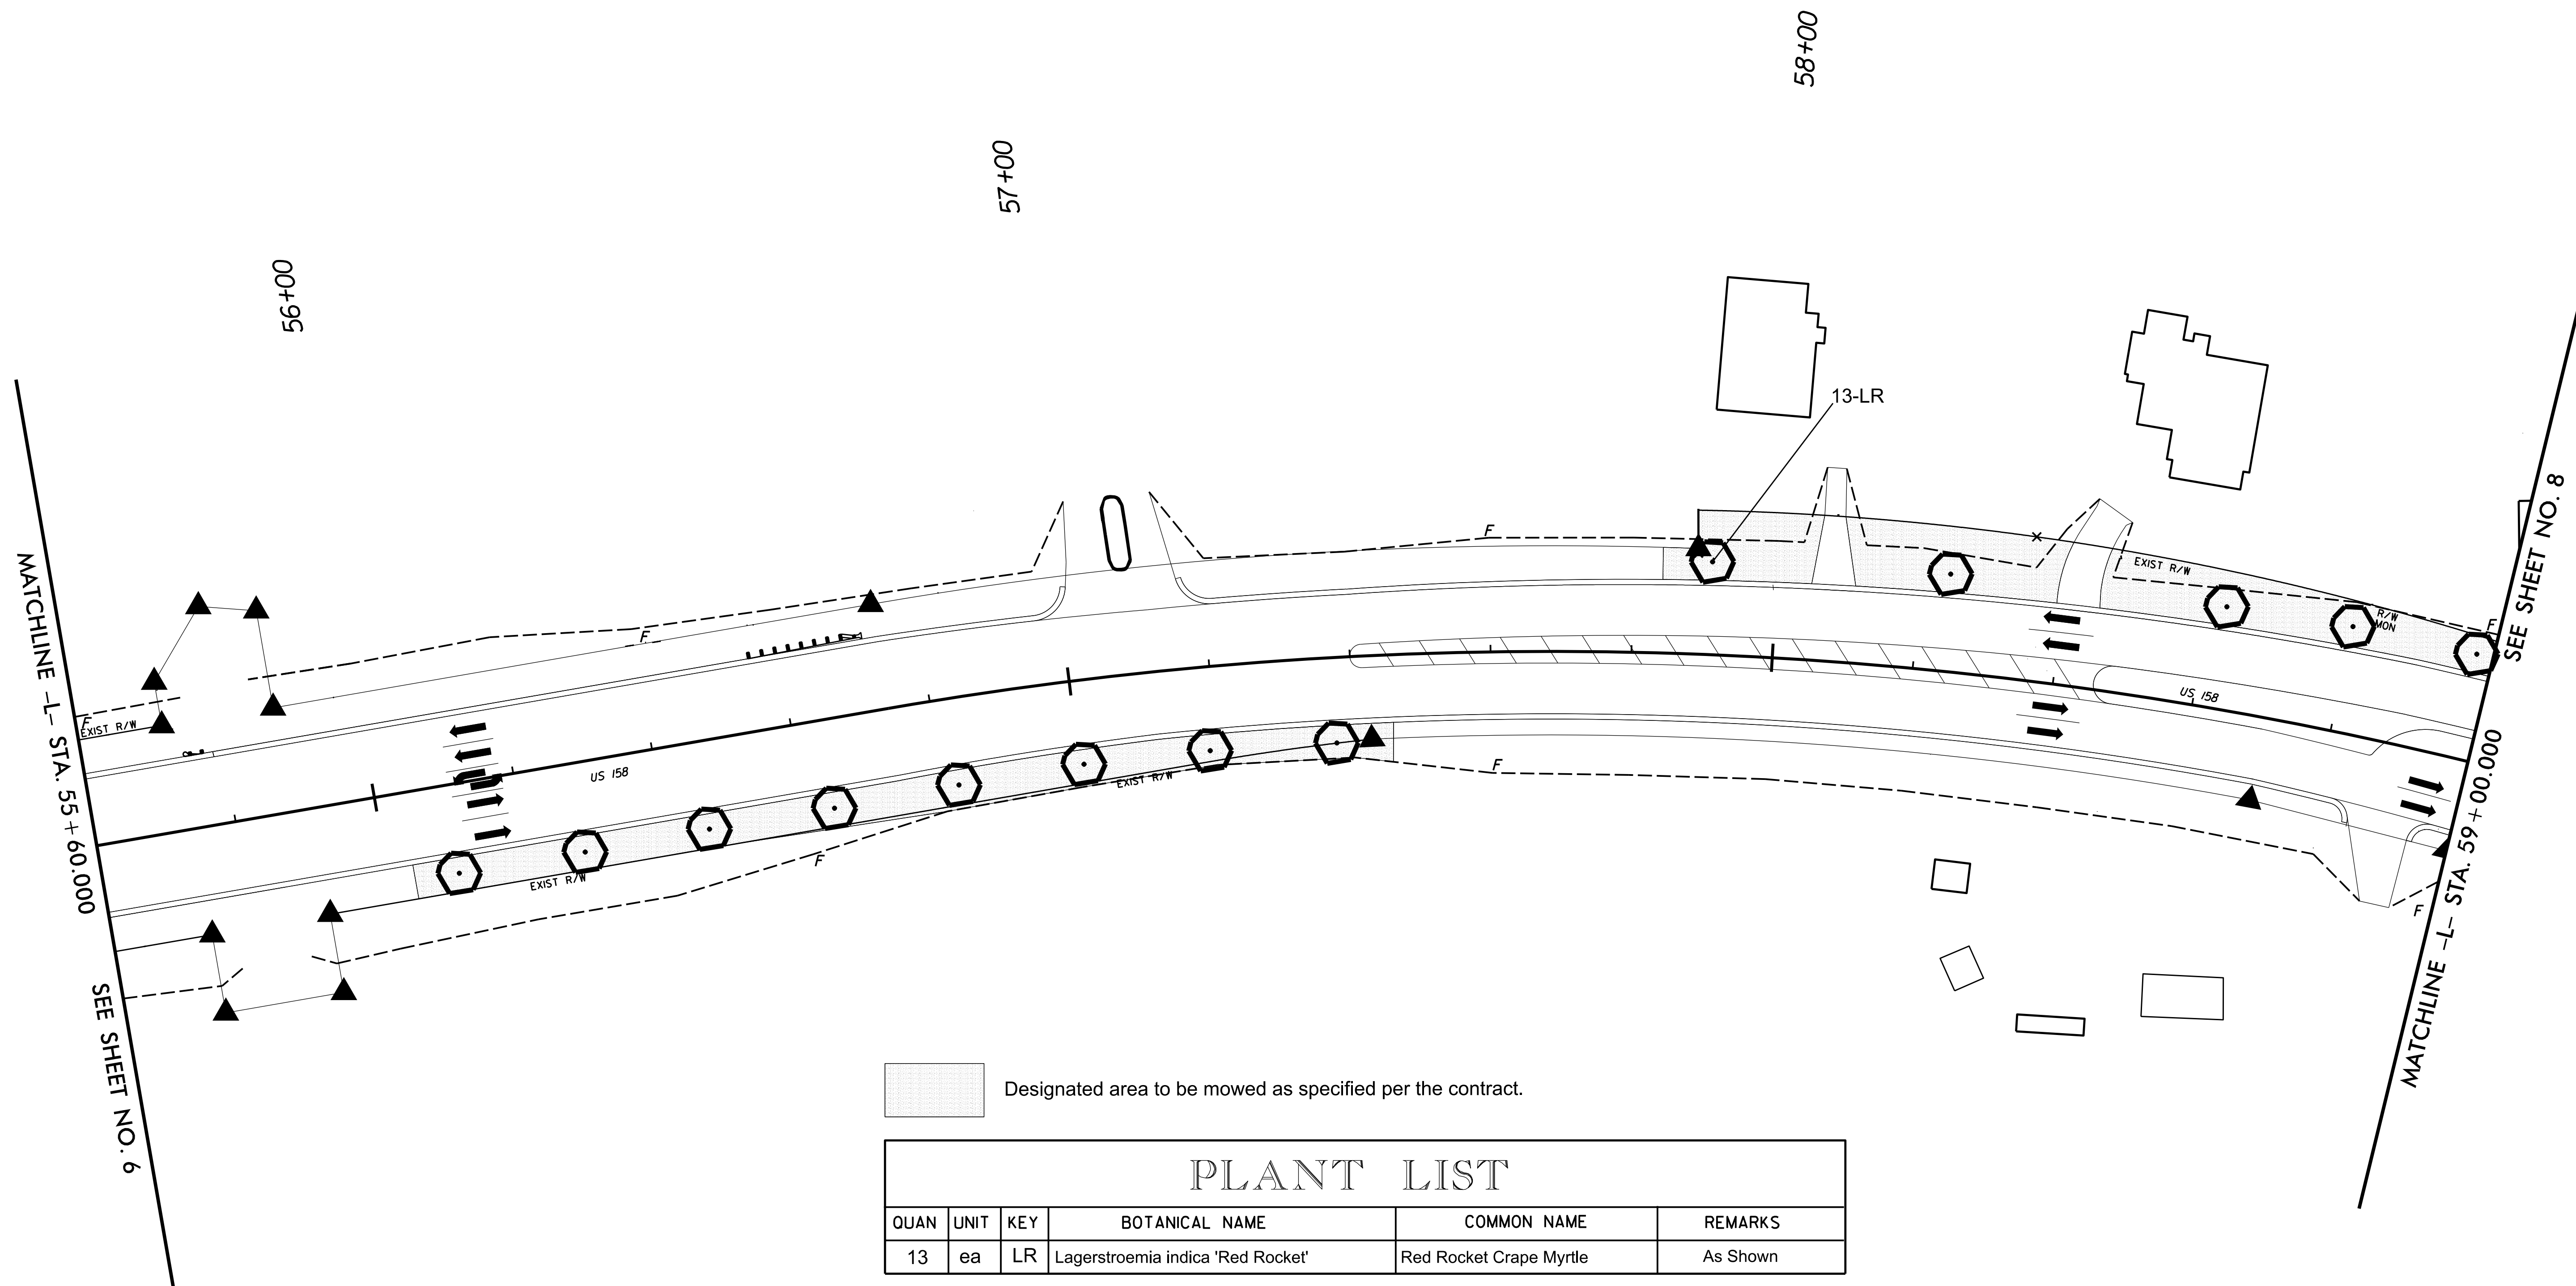 58+00
57+00
56+00
13-LR
MATCHLINE -L- STA. 55+60.000
SEE SHEET NO. 6
SEE SHEET NO. 8
MATCHLINE -L- STA. 59+00.000
F
F
EXIST R/W
R/W
MON
F
F
F
EXIST R/W
US 158
US 158
EXIST R/W
F
EXIST R/W
F
F
Designated area to be mowed as specified per the contract.
PLANT LIST
QUAN UNIT KEY BOTANICAL NAME COMMON NAME REMARKS
13 ea LR Lagerstroemia indica 'Red Rocket' Red Rocket Crape Myrtle As Shown